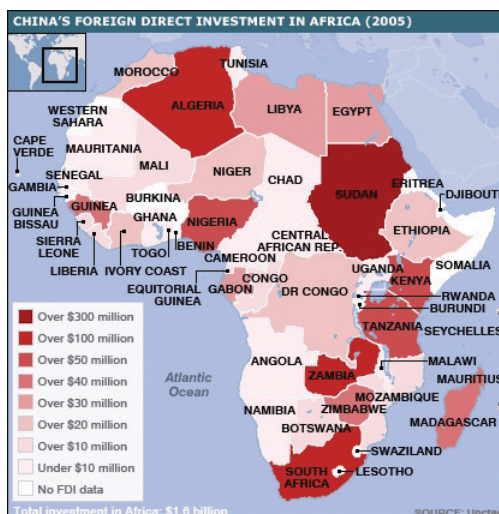 CHINA'S FOREIGN DIRECT INVESTMENT IN AFRICA (2005)
TUNISIA
MOROCCO
ALGERIA
LIBYA
EGYPT
WESTERN
SAHARA
CAPE
VERDE
MAURITANIA
MALI
NIGER
CHAD
SUDAN
ERITREA
DJIBOUTI
SENEGAL
GAMBIA
GUINEA
BISSAU
GUINEA
BURKINA
GHANA
NIGERIA
SIERRA
LEONE
LIBERIA
IVORY COAST
TOGO
BENIN
CENTRAL
AFRICAN REP.
ETHIOPIA
CAMEROON
EQUITORIAL
GUINEA
GABON
CONGO
DR CONGO
UGANDA
KENYA
SOMALIA
RWANDA
BURUNDI
TANZANIA
SEYCHELLES
ANGOLA
ZAMBIA
MALAWI
MOZAMBIQUE
MAURITIUS
ZIMBABWE
MADAGASCAR
NAMIBIA
BOTSWANA
SWAZILAND
SOUTH
AFRICA
LESOTHO
Atlantic
Ocean
Over $300 million
Over $100 million
Over $50 million
Over $40 million
Over $30 million
Over $20 million
Over $10 million
Under $10 million
No FDI data
Total investment in Africa: $1.6 billion
SOURCE: Unctad